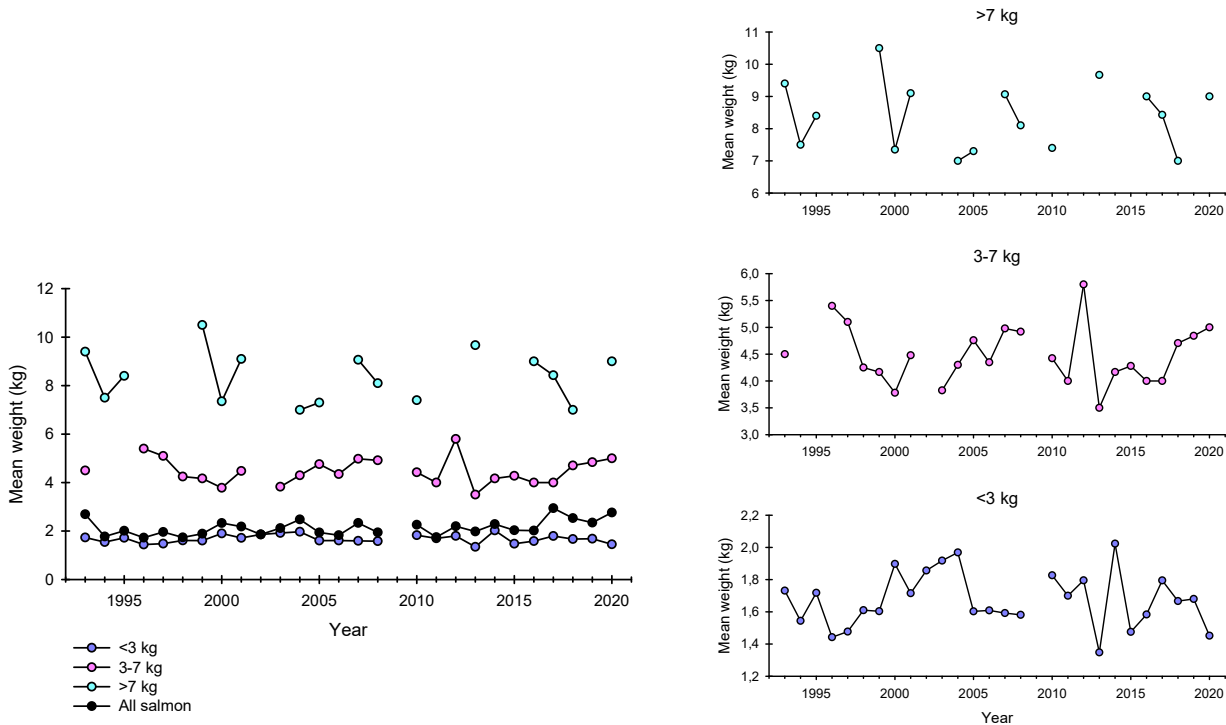 12
10
8
6
4
2
0
Mean weight (kg)
1995 2000 2005 2010 2015 2020
Year
<3 kg
3-7 kg
>7 kg
All salmon
>7 kg
11
10
9
8
7
6
Mean weight (kg)
1995 2000 2005 2010 2015 2020
3-7 kg
6,0
5,5
5,0
4,5
4,0
3,5
3,0
Mean weight (kg)
1995 2000 2005 2010 2015 2020
<3 kg
2,2
2,0
1,8
1,6
1,4
1,2
Mean weight (kg)
1995 2000 2005 2010 2015 2020
Year